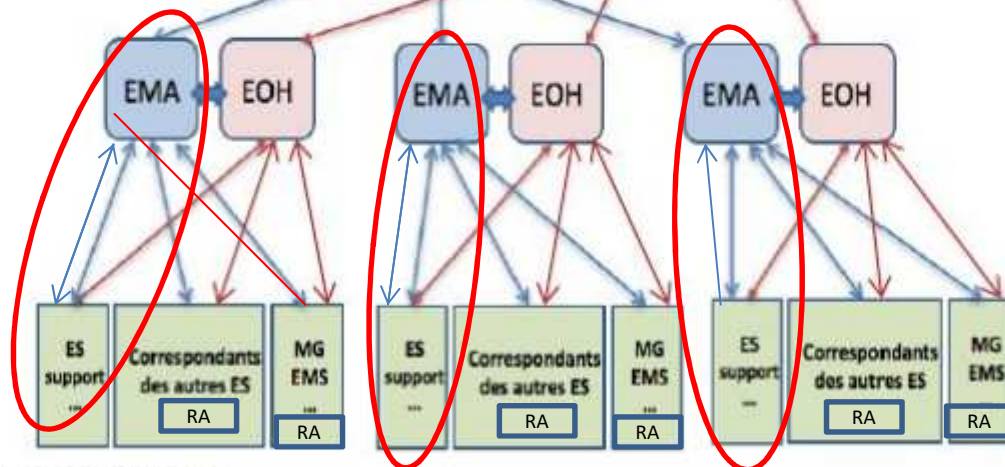 EMA
EOH
EMA
EOH
EMA
EOH
ES
support
...
Correspondants
des autres ES
RA
MG
EMS
...
RA
ES
support
...
Correspondants
des autres ES
RA
MG
EMS
...
RA
ES
support
...
Correspondants
des autres ES
RA
MG
EMS
...
RA